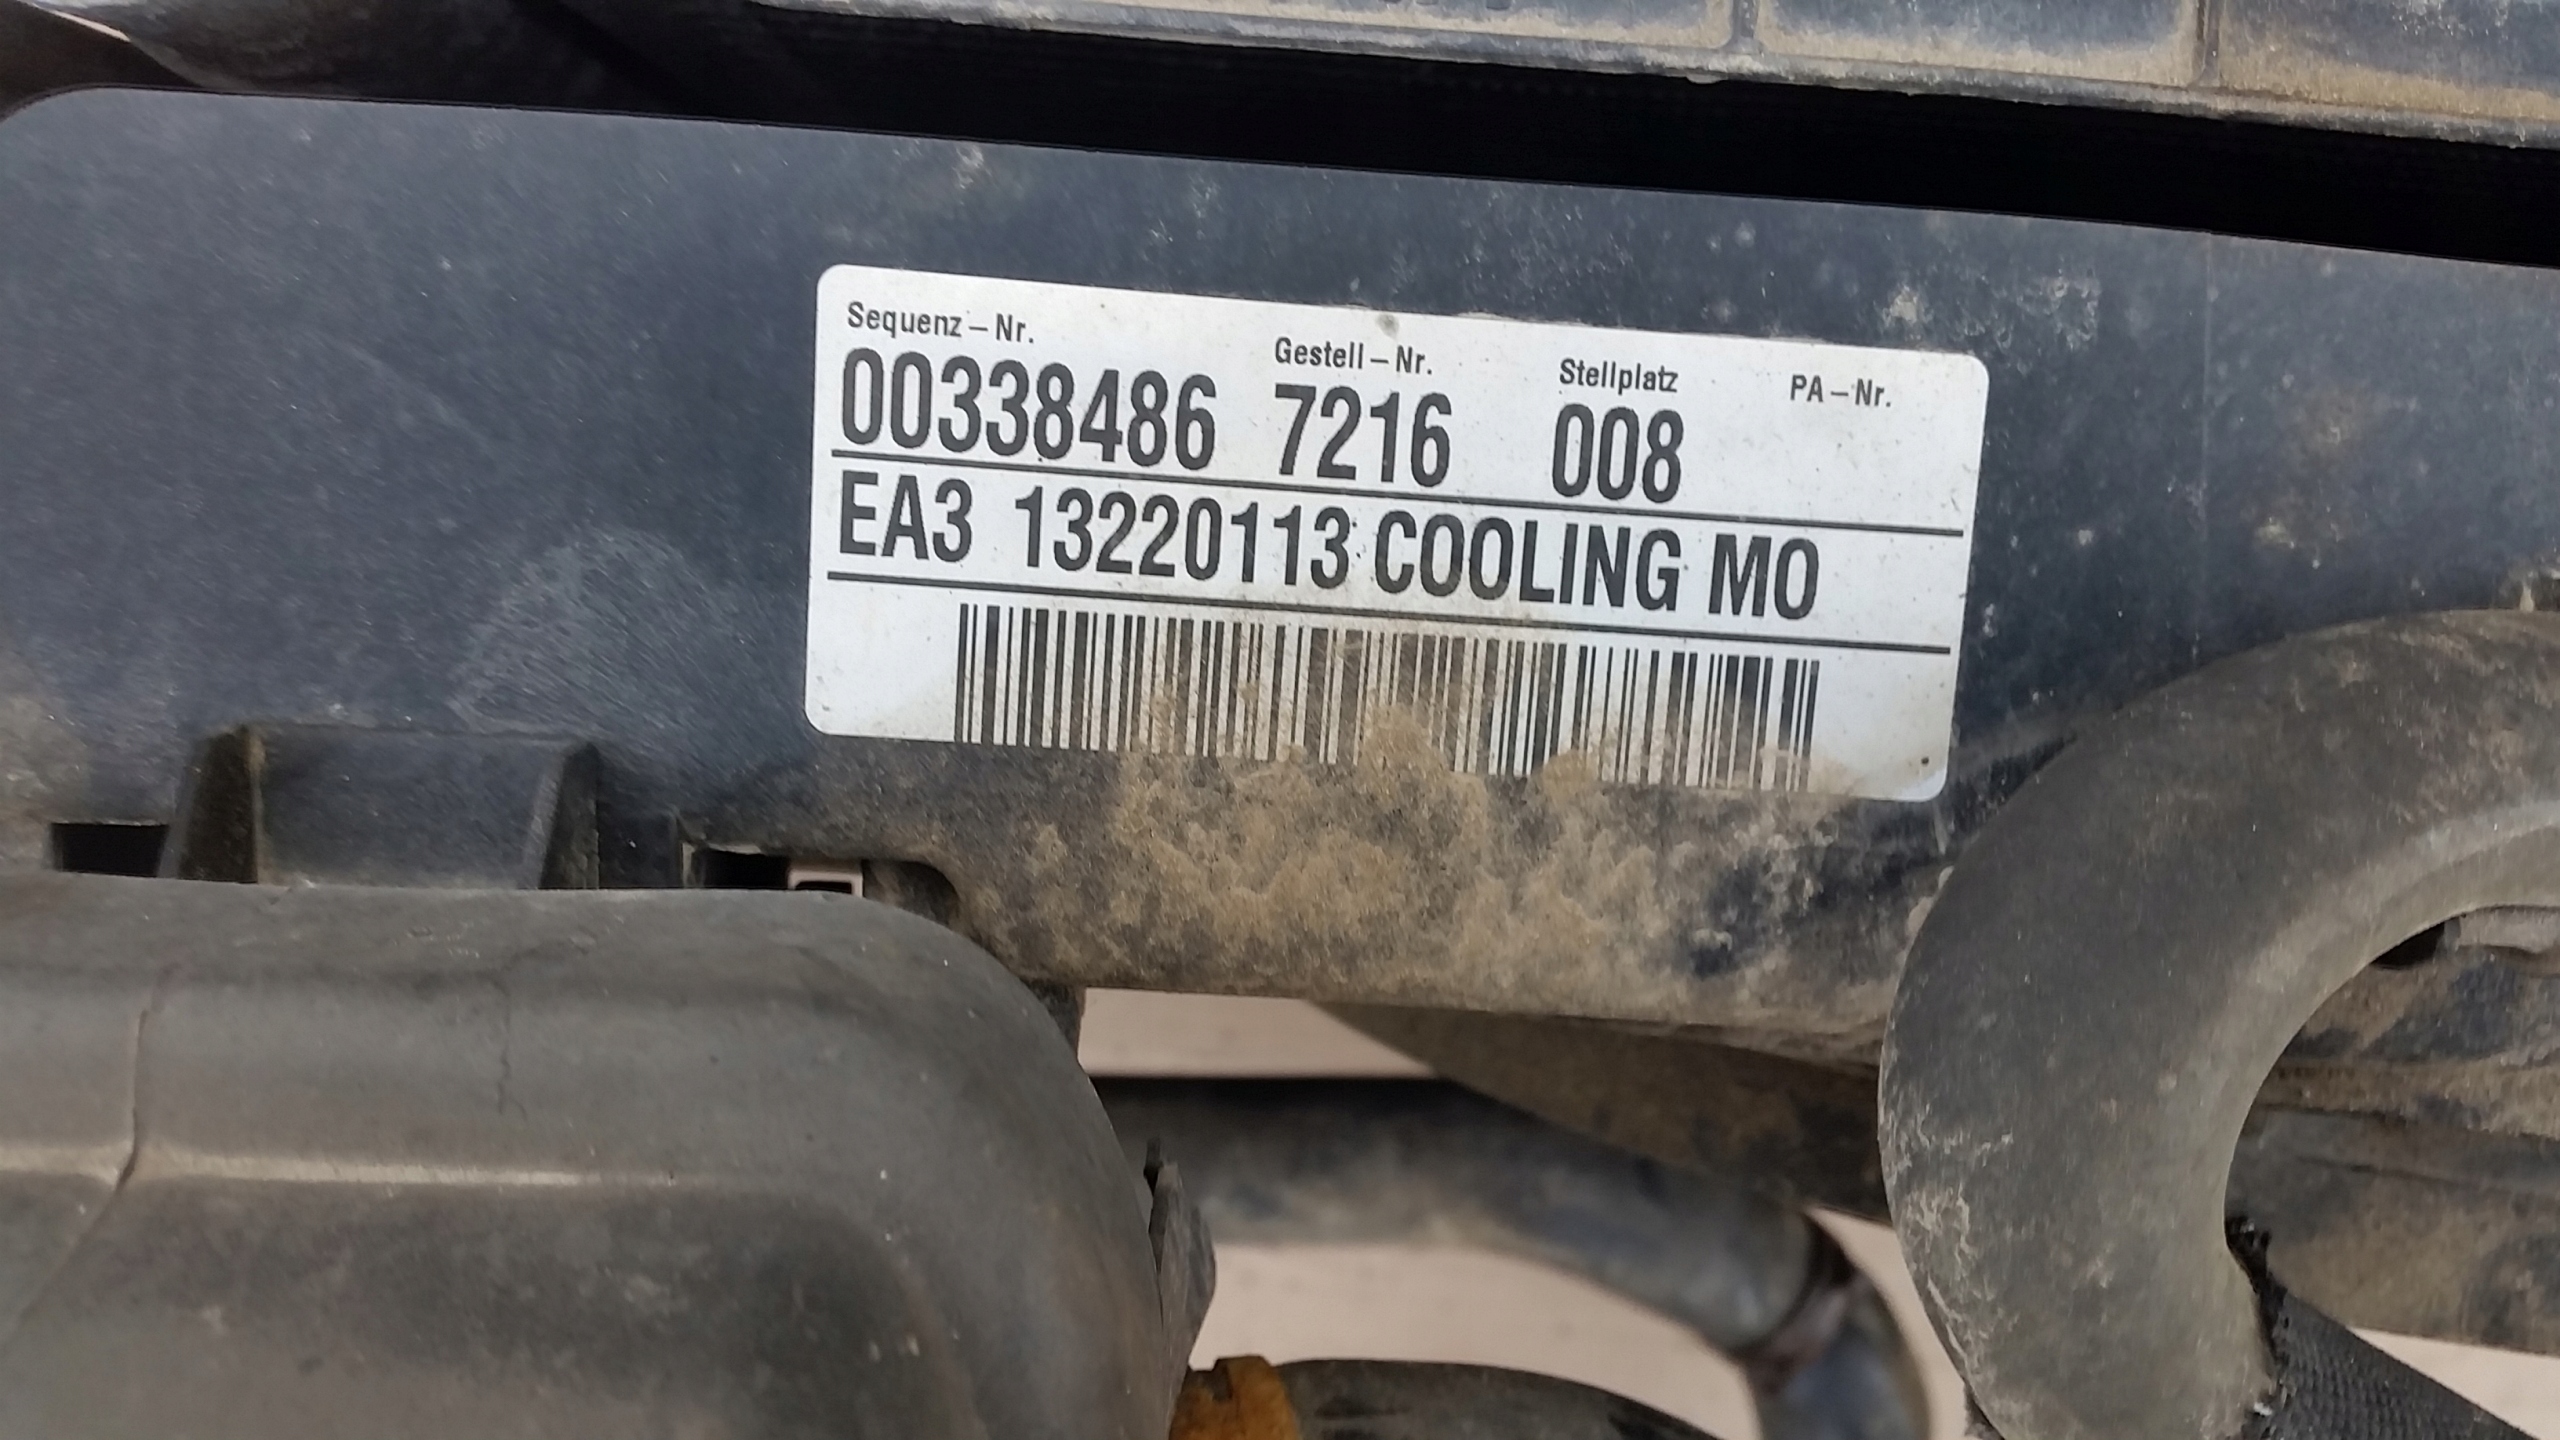 Sequenz – Nr. Gestell – Nr. Stellplatz PA – Nr.
00338486 7216 008
EA3 13220113 COOLING MO